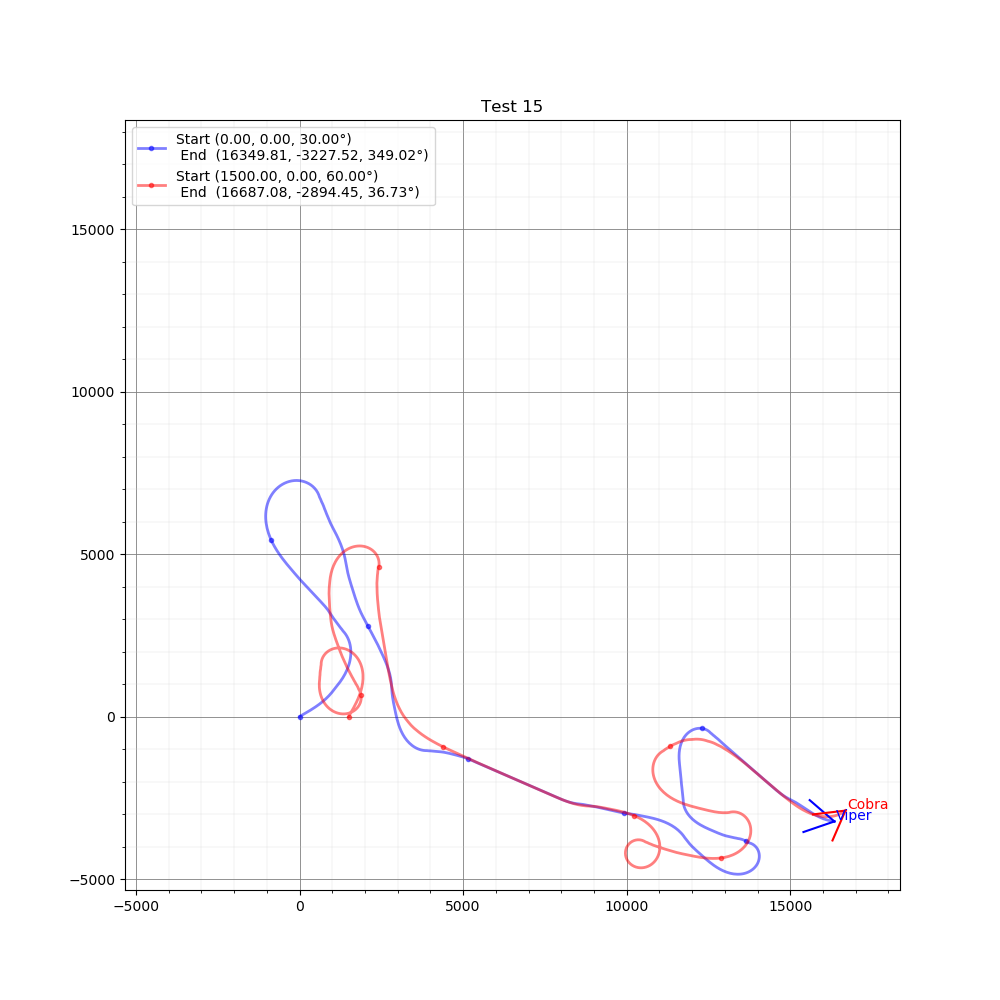 Test 15
Start (0.00, 0.00, 30.00°)
End (16349.81, -3227.52, 349.02°)
Start (1500.00, 0.00, 60.00°)
End (16687.08, -2894.45, 36.73°)
15000
10000
5000
0
−5000
Cobra
Viper
−5000
0
5000
10000
15000